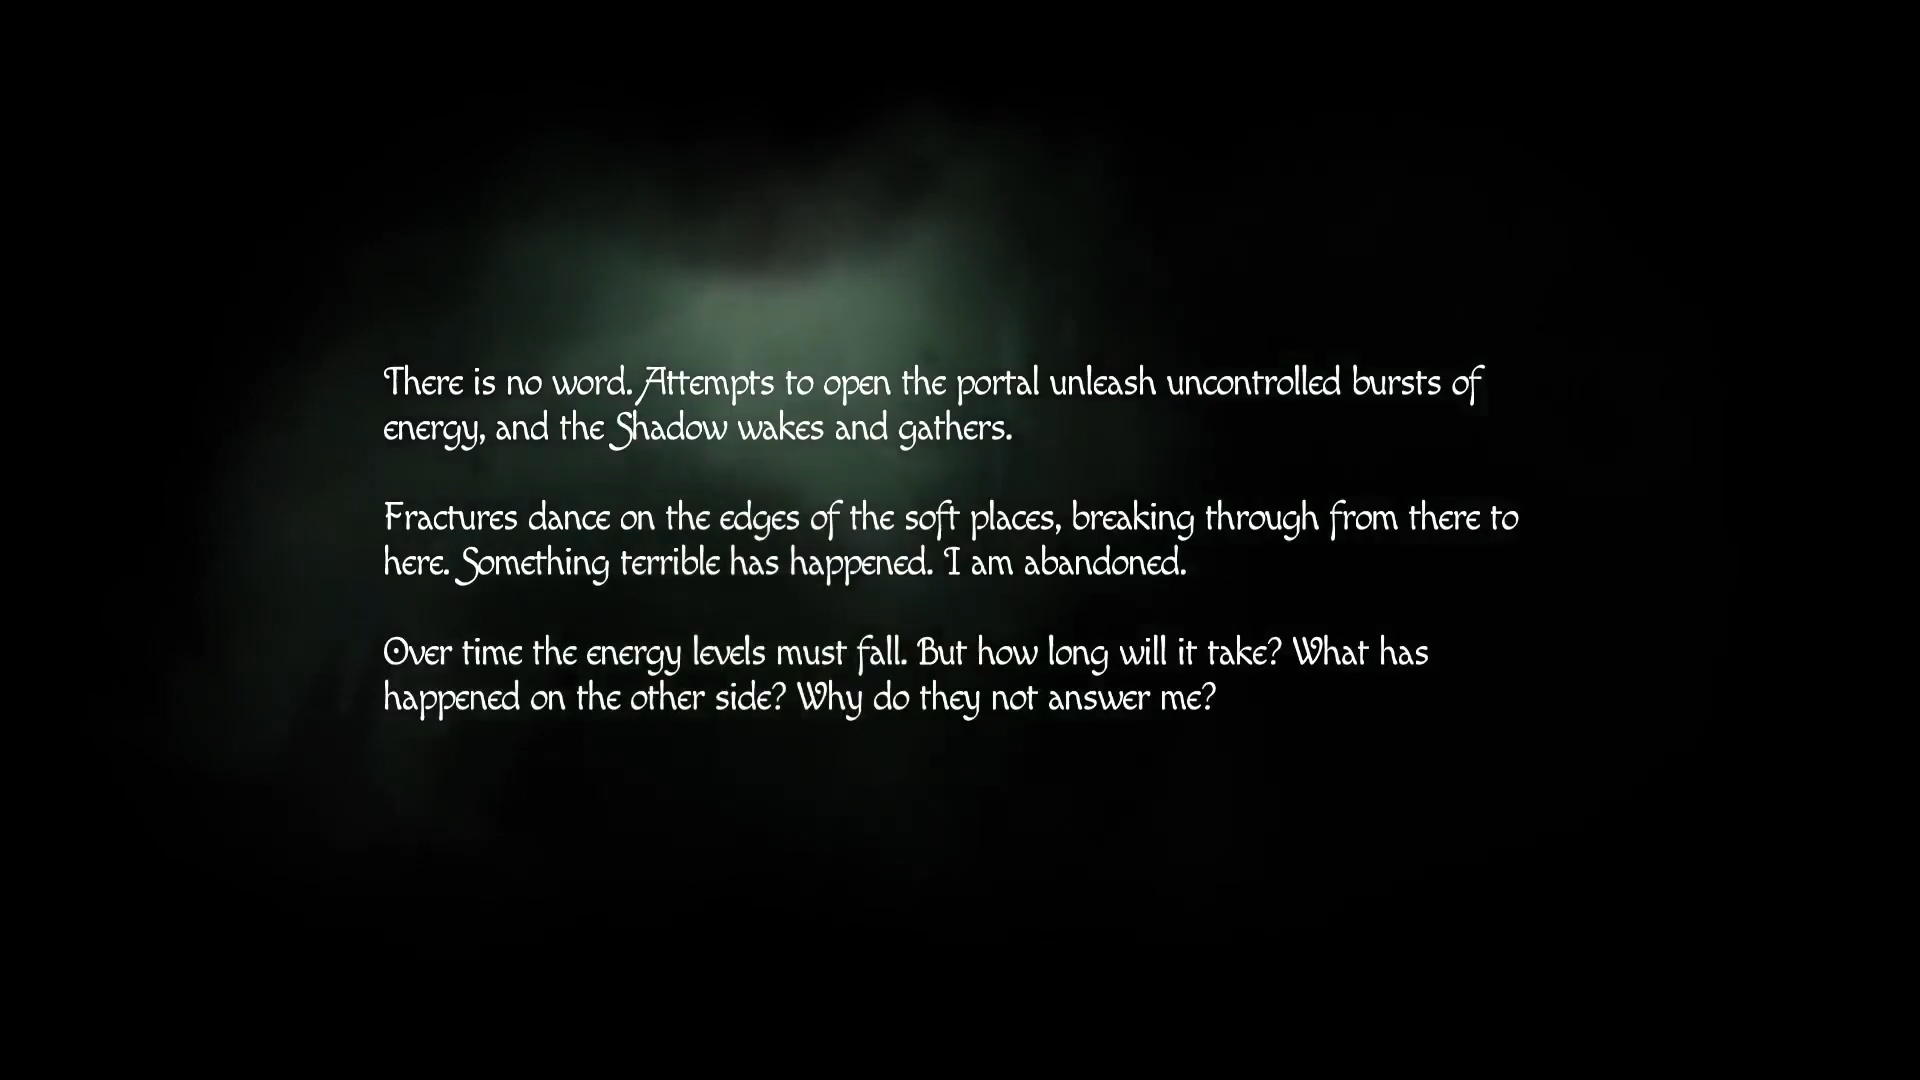 There is no word. Attempts to open the portal unleash uncontrolled bursts of
energy, and the Shadow wakes and gathers.
Fractures dance on the edges of the soft places, breaking through from there to
here. Something terrible has happened. I am abandoned.
Over time the energy levels must fall. But how long will it take? What has
happened on the other side? Why do they not answer me?